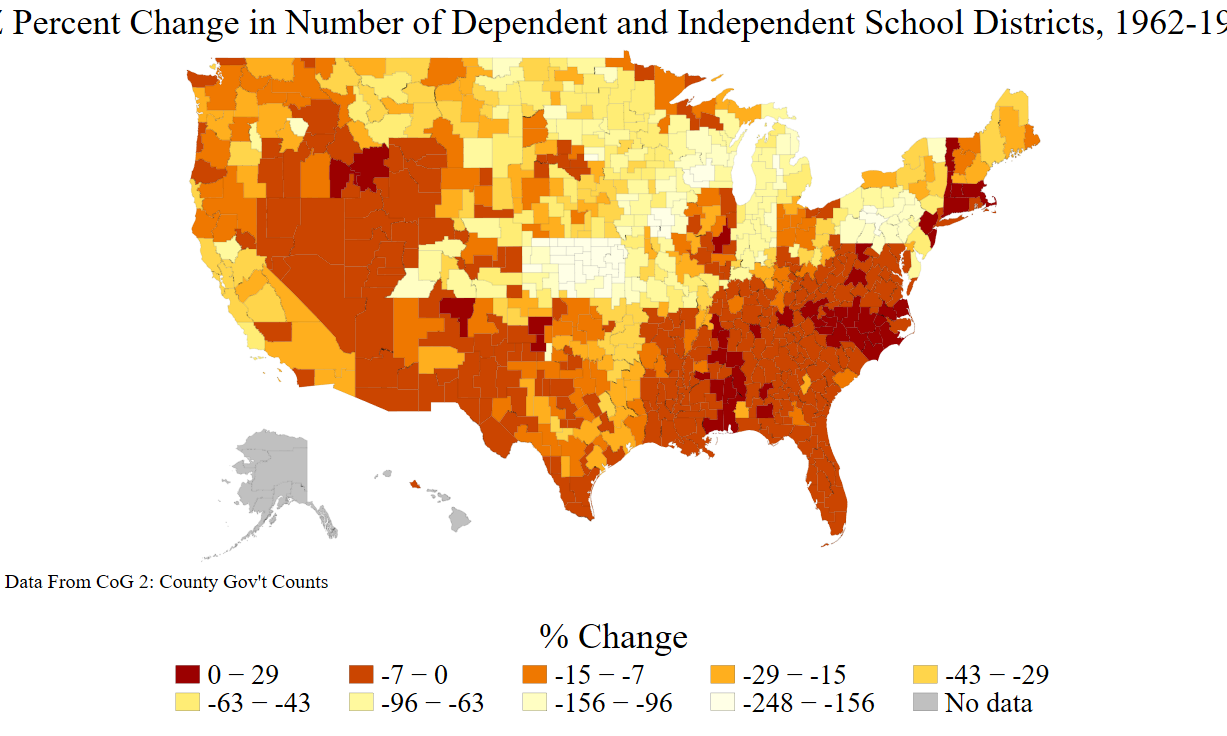 Percent Change in Number of Dependent and Independent School Districts, 1962-19
Data From CoG 2: County Gov't Counts
% Change
0 − 29
-7 − 0
-15 − -7
-29 − -15
-43 − -29
-63 − -43
-96 − -63
-156 − -96
-248 − -156
No data